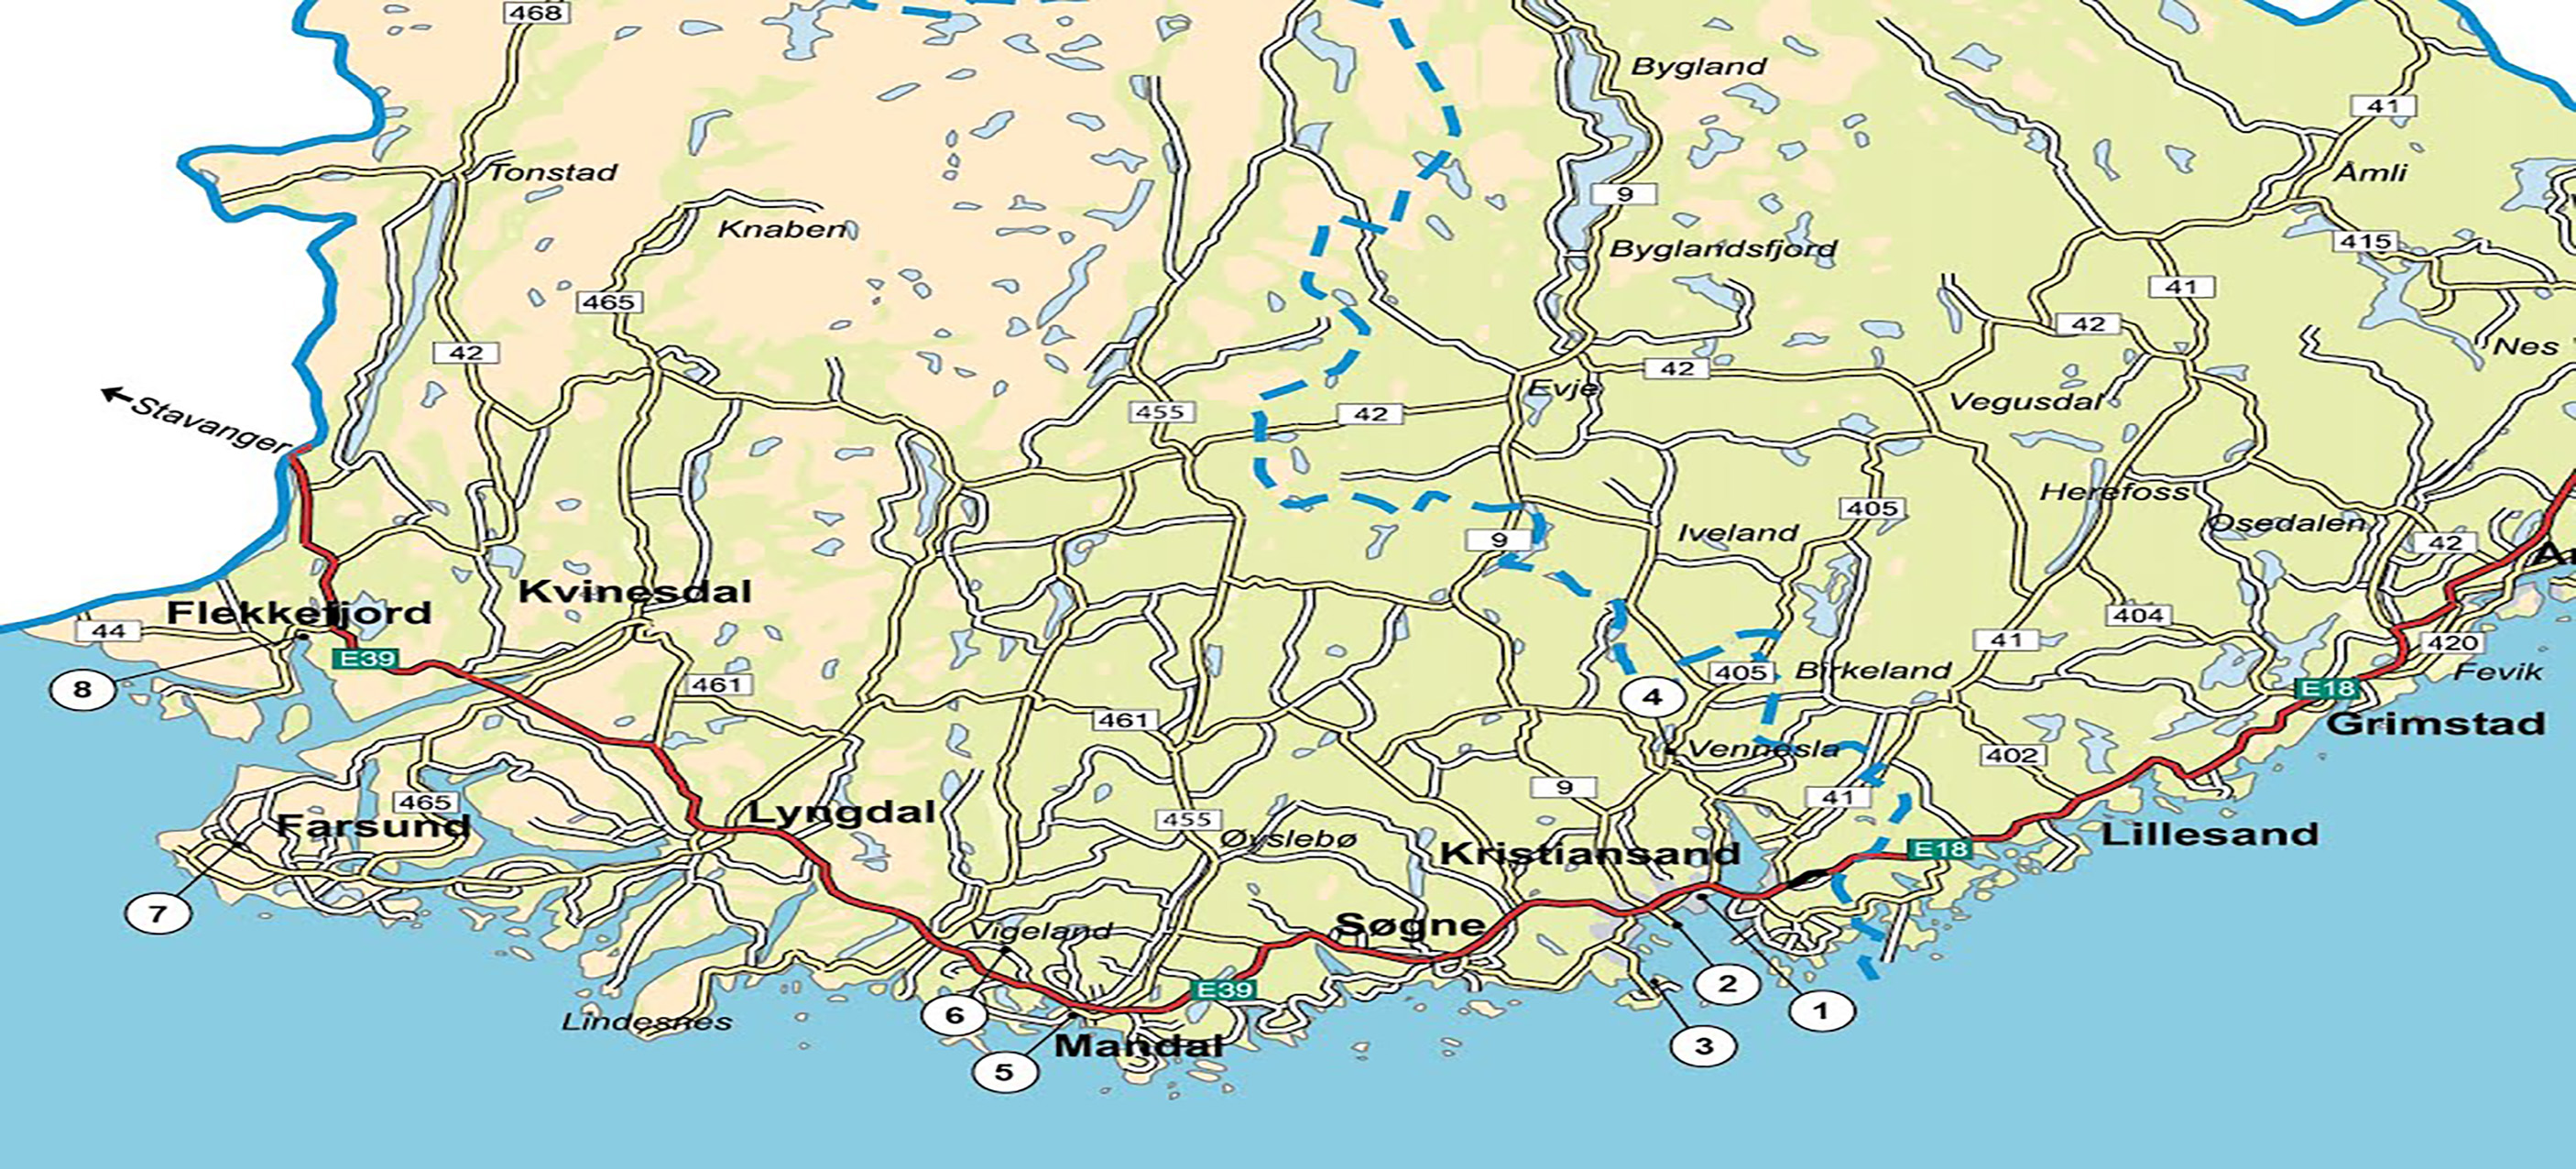 468
Bygland
41
Tonstad
Åmli
9
Knaben
415
Byglandsfjord
41
465
42
42
Nes
42
Evje
Vegusdal
455
42
Stavanger
Herefoss
405
Osedalen
Iveland
9
42
Kvinesdal
Flekkefjord
404
44
41
420
E39
405
Birkeland
Fevik
8
461
4
E18
461
Grimstad
Vennesla
402
9
41
465
Lyngdal
455
Farsund
Øyslebø
Lillesand
Kristiansand
E18
7
Søgne
Vigeland
2
E39
1
6
Lindesnes
Mandal
3
5